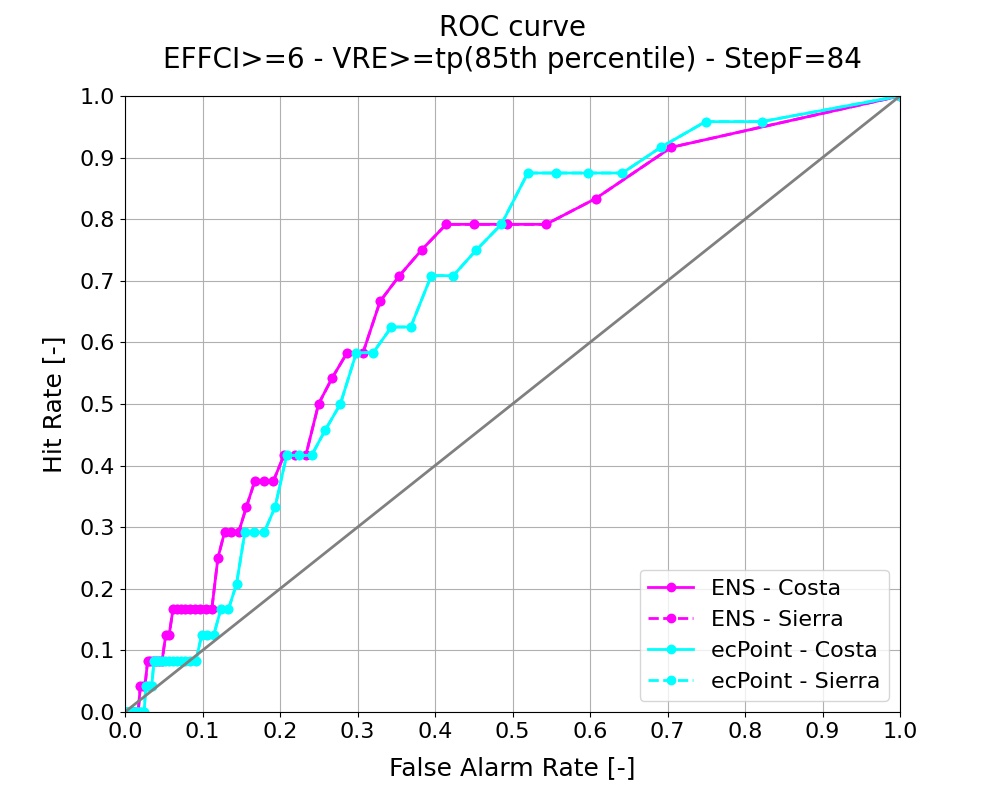 ROC curve
EFFCI>=6 - VRE>=tp(85th percentile) - StepF=84
1.0
0.9
0.8
0.7
0.6
0.5
0.4
0.3
0.2
0.1
0.0
Hit Rate [-]
ENS - Costa
ENS - Sierra
ecPoint - Costa
ecPoint - Sierra
0.0 0.1 0.2 0.3 0.4 0.5 0.6 0.7 0.8 0.9 1.0
False Alarm Rate [-]